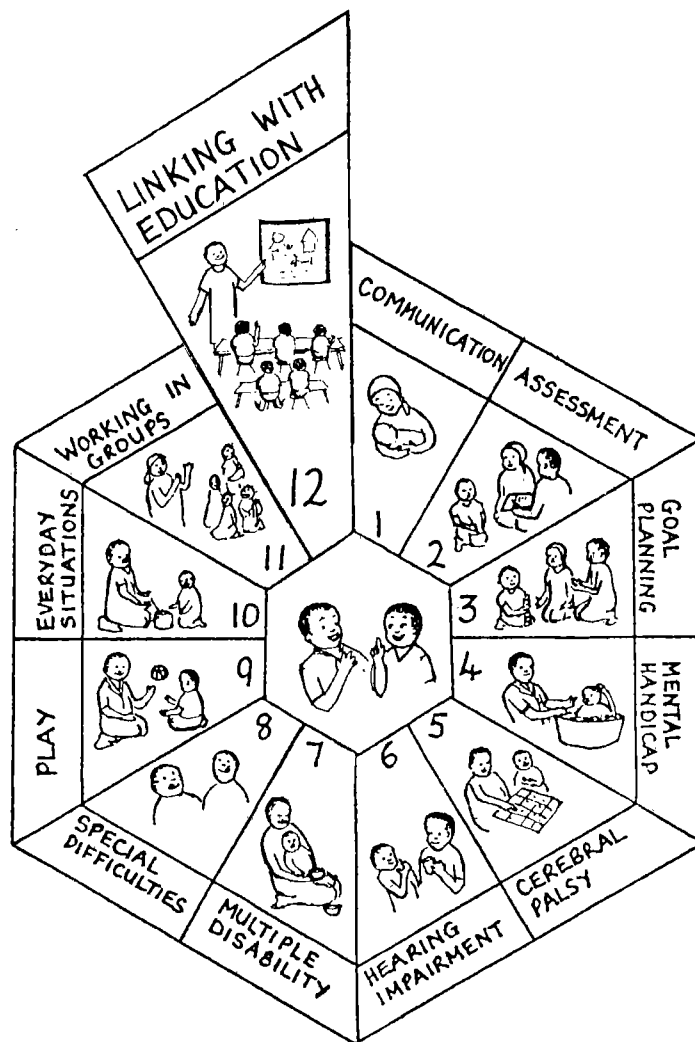 LINKING WITH
EDUCATION
12
COMMUNICATION
1
ASSESSMENT
2
GOAL
PLANNING
3
MENTAL
HANDICAP
4
CEREBRAL
PALSY
5
HEARING
IMPAIRMENT
6
MULTIPLE
DISABILITY
7
SPECIAL
DIFFICULTIES
8
PLAY
9
EVERYDAY
SITUATIONS
10
WORKING IN
GROUPS
11